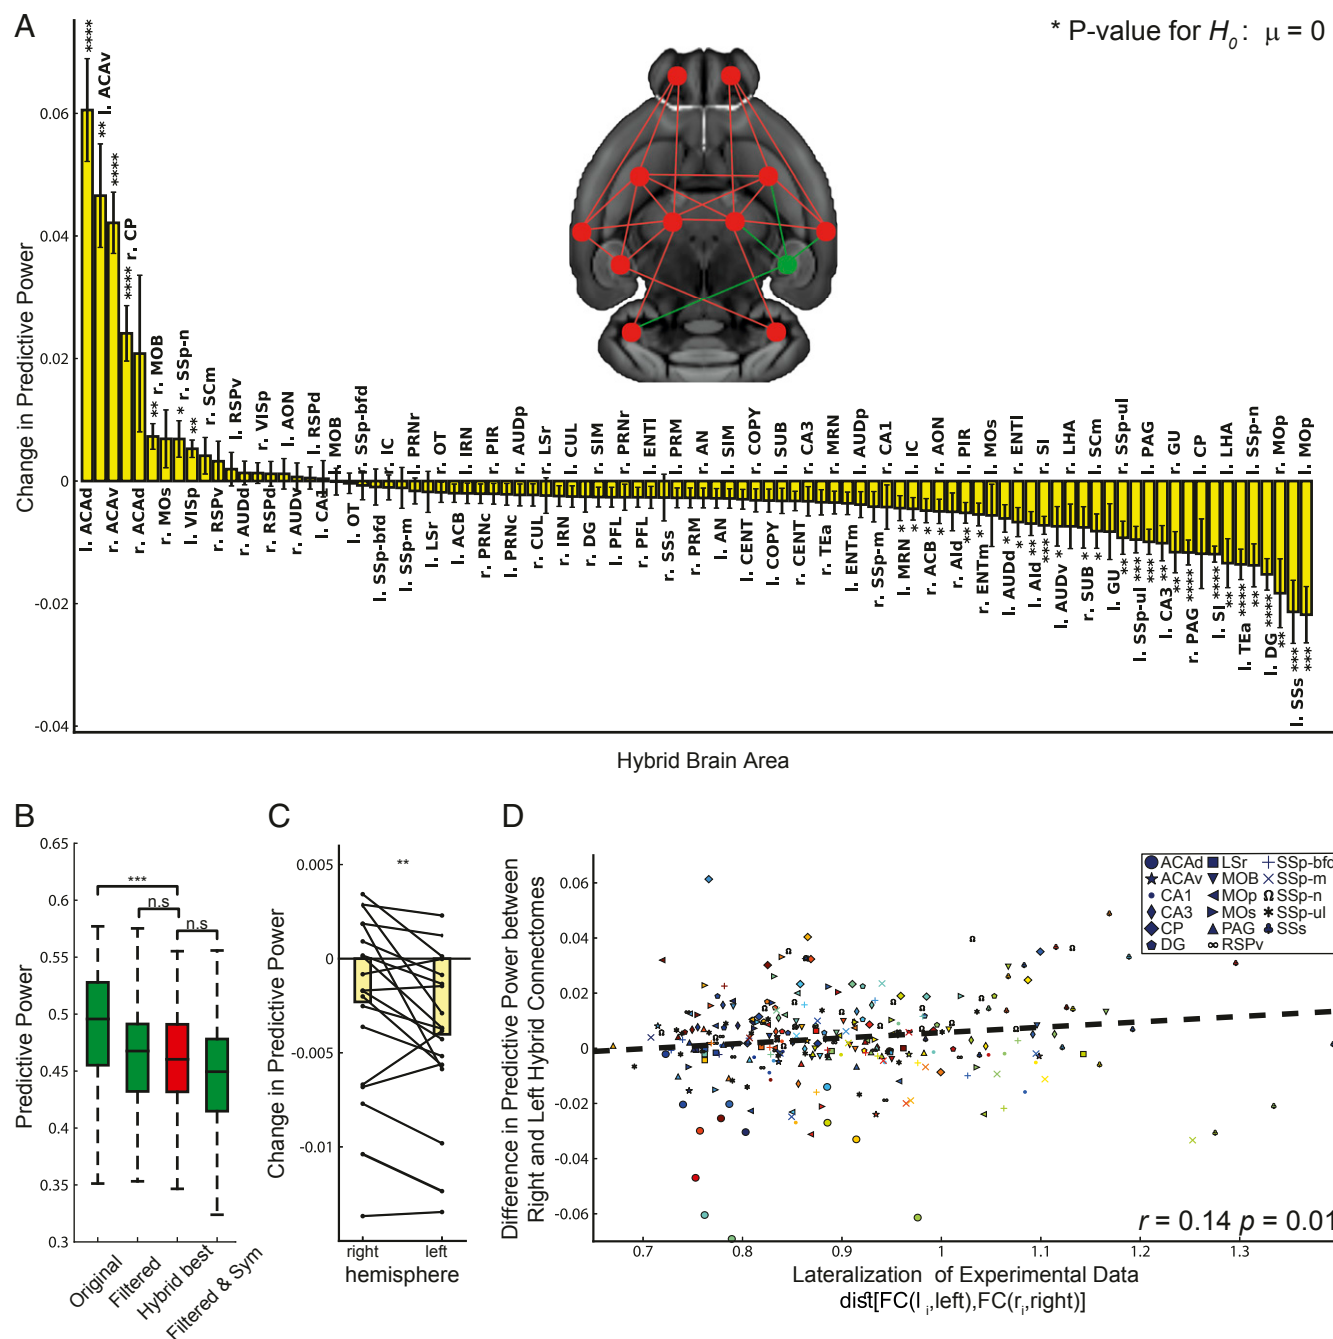 A
* P-value for H0: μ = 0
Change in Predictive Power
0.06
0.04
0.02
0
-0.02
-0.04
****
** l. ACAv
****
**** r. CP
** r. MOB
* r. SSp-n
**
r. SCm
l. RSPv
r. VISp
l. AON
l. RSPd
l. MOB
r. SSp-bfd
r. IC
l. PRNr
r. OT
l. IRN
r. PIR
r. AUDp
r. LSr
l. CUL
r. SIM
r. PRNr
l. ENTl
l. PRM
r. AN
l. SIM
r. COPY
l. SUB
r. CA3
r. MRN
l. AUDp
r. CA1
l. IC
r. AON
l. PIR
l. MOs
r. ENTl
r. SI
r. LHA
l. SCm
r. SSp-ul
l. PAG
r. GU
l. CP
l. LHA
l. SSp-n
r. MOp
l. MOp
l. ACAd
r. ACAv
r. ACAd
r. MOs
l. VISp
r. RSPv
r. AUDd
r. RSPd
r. AUDv
l. CA1
l. OT
l. SSp-bfd
l. SSp-m
l. LSr
l. ACB
r. PRNc
l. PRNc
r. CUL
r. IRN
r. DG
l. PFL
r. PFL
r. SSs
r. PRM
l. AN
l. CENT
l. COPY
r. CENT
r. TEa
l. ENTm
r. SSp-m
l. MRN *
*
r. ACB *
*
r. AId
**
r. ENTm *
l. AUDd *
*
l. AId **
***
l. AUDv *
r. SUB *
*
l. GU
**
l. SSp-ul ***
***
l. CA3 **
**
r. PAG ****
l. SI ****
**
l. TEa ****
**
l. DG ****
**
l. SSs ***
***
Hybrid Brain Area
B
Predictive Power
0.65
0.6
0.55
0.5
0.45
0.4
0.35
0.3
***
n.s
n.s
Original
Filtered
Hybrid best
Filtered & Sym
C
Change in Predictive Power
0.005
0
-0.005
-0.01
**
right
left
hemisphere
D
Difference in Predictive Power between
Right and Left Hybrid Connectomes
0.06
0.04
0.02
0
-0.02
-0.04
-0.06
ACAd
LSr
SSp-bfd
ACAv
MOB
SSp-m
CA1
MOp
SSp-n
CA3
MOs
SSp-ul
CP
PAG
SSs
DG
RSPv
r = 0.14 p = 0.01
0.7
0.8
0.9
1
1.1
1.2
1.3
Lateralization of Experimental Data
dist[FC(li,left),FC(ri,right)]